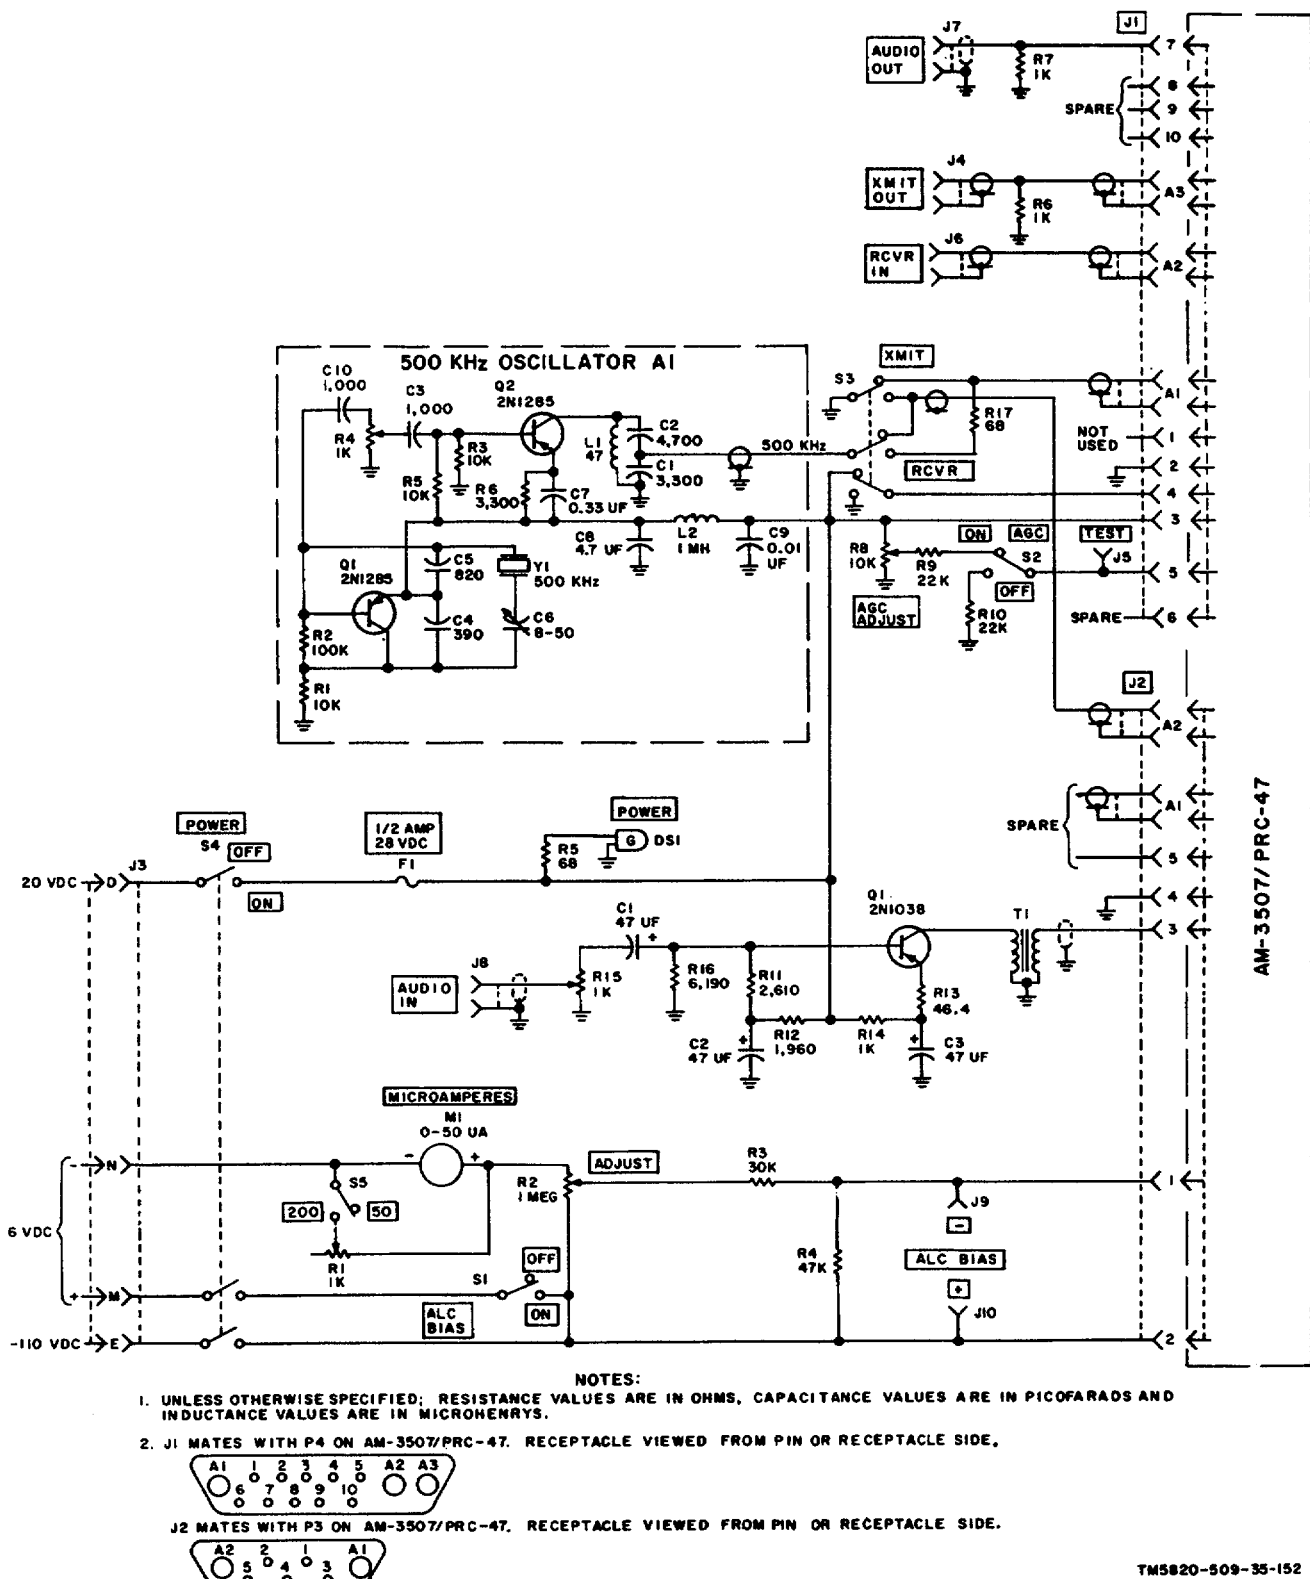 J7
J1
AUDIO OUT
R7 1K
7
8
SPARE
9
10
J4
XMIT OUT
R6 1K
A3
J6
RCVR IN
A2
500 KHz OSCILLATOR A1
XMIT
C10 1,000
C3 1,000
Q2 2N1285
S3
A1
R4 1K
R3 10K
L1 47
C2 4,700
500 KHz
R17 68
NOT USED
1
RCVR
2
C1 3,300
R5 10K
R6 3,300
C7 0.33 UF
4
3
C8 4.7 UF
L2 1 MH
C9 0.01 UF
R8 10K
R9 22K
ON
AGC
S2
TEST
J5
5
Q1 2N1285
C5 820
Y1 500 KHz
OFF
AGC ADJUST
R10 22K
SPARE
6
R2 100K
C4 390
C6 8-50
R1 10K
J2
A2
A1
SPARE
5
4
3
AM-3507/PRC-47
POWER
S4
OFF
ON
1/2 AMP 28 VDC
F1
POWER
R5 68
G
DS1
20 VDC
D
J3
C1 47 UF
+
Q1 2N1038
T1
J8
AUDIO IN
R15 1K
R16 6,190
R11 2,610
R13 46.4
R12 1,960
R14 1K
+
C2 47 UF
+
C3 47 UF
MICROAMPERES
M1
0-50 UA
-
N
-
+
ADJUST
R3 30K
1
S5
200
50
R2 1 MEG
J9
-
6 VDC
R1 1K
R4 47K
ALC BIAS
+
J10
OFF
S1
ON
ALC BIAS
+
M
-110 VDC
E
2
NOTES:
1. UNLESS OTHERWISE SPECIFIED; RESISTANCE VALUES ARE IN OHMS, CAPACITANCE VALUES ARE IN PICOFARADS AND
INDUCTANCE VALUES ARE IN MICROHENRYS.
2. J1 MATES WITH P4 ON AM-3507/PRC-47. RECEPTACLE VIEWED FROM PIN OR RECEPTACLE SIDE.
A1 1 2 3 4 5 A2 A3
6 7 8 9 10
J2 MATES WITH P3 ON AM-3507/PRC-47. RECEPTACLE VIEWED FROM PIN OR RECEPTACLE SIDE.
A2 2 1 A1
5 4 3
TM5820-509-35-152